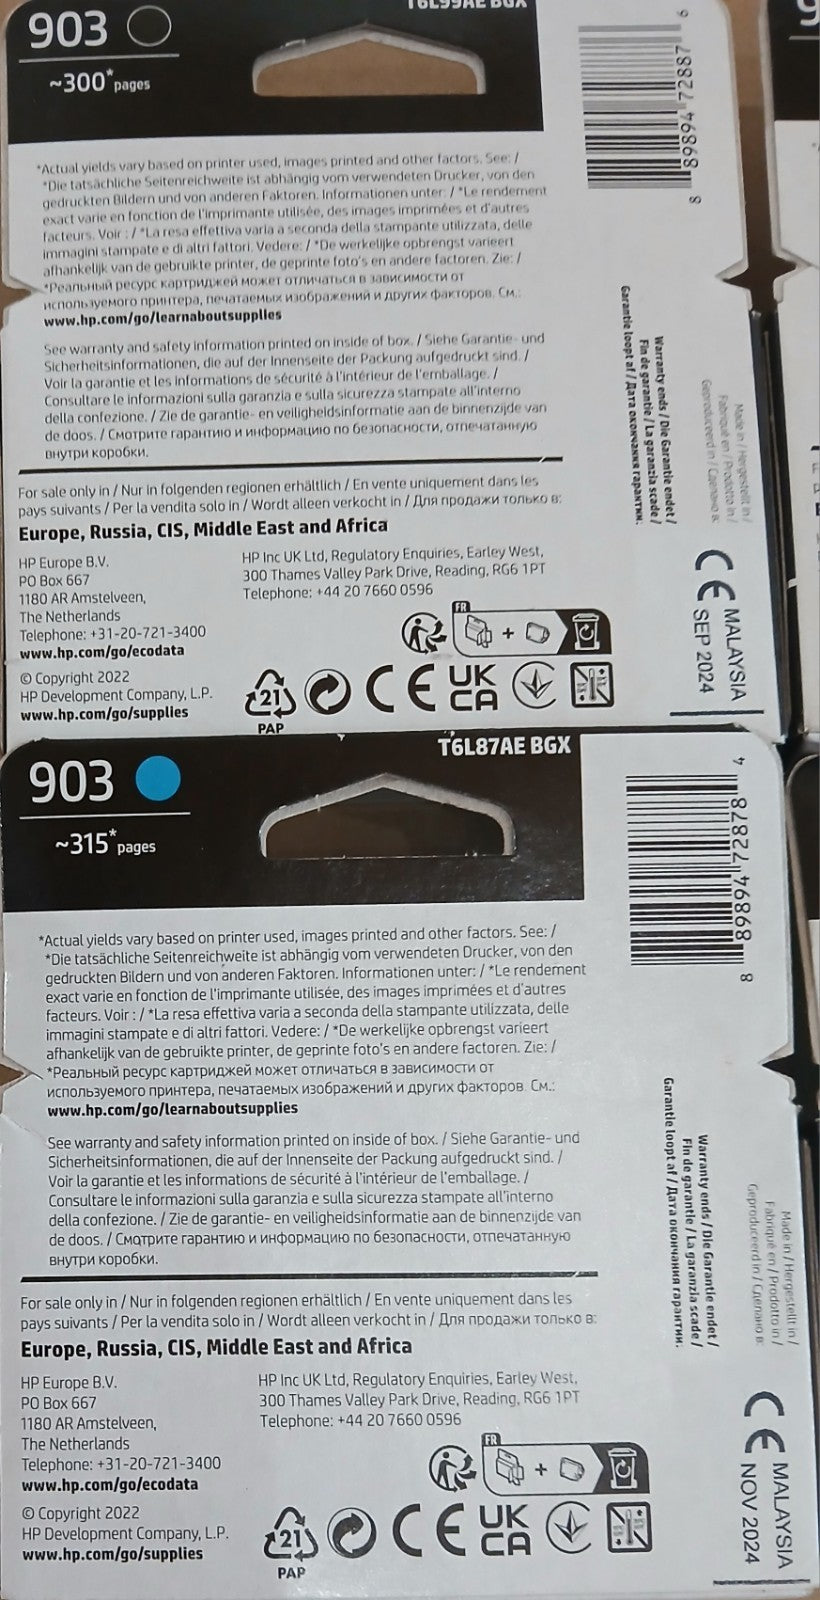 903
~300* pages
T6L99AE BGX
*Actual yields vary based on printer used, images printed and other factors. See: /
*Die tatsächliche Seitenreichweite ist abhängig vom verwendeten Drucker, von den
gedruckten Bildern und von anderen Faktoren. Informationen unter: / *Le rendement
exact varie en fonction de l'imprimante utilisée, des images imprimées et d'autres
facteurs. Voir : / *La resa effettiva varia a seconda della stampante utilizzata, delle
immagini stampate e di altri fattori. Vedere: / *De werkelijke opbrengst varieert
afhankelijk van de gebruikte printer, de geprinte foto's en andere factoren. Zie: /
*Реальный ресурс картриджей может отличаться в зависимости от
используемого принтера, печатаемых изображений и других факторов. См.:
www.hp.com/go/learnaboutsupplies
See warranty and safety information printed on inside of box. / Siehe Garantie- und
Sicherheitsinformationen, die auf der Innenseite der Packung aufgedruckt sind. /
Voir la garantie et les informations de sécurité à l'intérieur de l'emballage. /
Consultare le informazioni sulla garanzia e sulla sicurezza stampate all'interno
della confezione. / Zie de garantie- en veiligheidsinformatie aan de binnenzijde van
de doos. / Смотрите гарантию и информацию по безопасности, отпечатанную
внутри коробки.
For sale only in / Nur in folgenden regionen erhältlich / En vente uniquement dans les
pays suivants / Per la vendita solo in / Wordt alleen verkocht in / Для продажи только в:
Europe, Russia, CIS, Middle East and Africa
HP Europe B.V.
PO Box 667
1180 AR Amstelveen,
The Netherlands
Telephone: +31-20-721-3400
www.hp.com/go/ecodata
HP Inc UK Ltd, Regulatory Enquiries, Earley West,
300 Thames Valley Park Drive, Reading, RG6 1PT
Telephone: +44 20 7660 0596
© Copyright 2022
HP Development Company, L.P.
www.hp.com/go/supplies
FR
+
21
PAP
CE
UK
CA
8 89894 72887 6
Warranty ends / Die Garantie endet /
Fin de garantie / La garanzia scade /
Garantie loopt af / Дата окончания гарантии:
Made in / Hergestellt in /
Fabriqué en / Prodotto in /
Geproduceerd in / Сделано в:
CE
MALAYSIA
SEP 2024
903
~315* pages
T6L87AE BGX
*Actual yields vary based on printer used, images printed and other factors. See: /
*Die tatsächliche Seitenreichweite ist abhängig vom verwendeten Drucker, von den
gedruckten Bildern und von anderen Faktoren. Informationen unter: / *Le rendement
exact varie en fonction de l'imprimante utilisée, des images imprimées et d'autres
facteurs. Voir : / *La resa effettiva varia a seconda della stampante utilizzata, delle
immagini stampate e di altri fattori. Vedere: / *De werkelijke opbrengst varieert
afhankelijk van de gebruikte printer, de geprinte foto's en andere factoren. Zie: /
*Реальный ресурс картриджей может отличаться в зависимости от
используемого принтера, печатаемых изображений и других факторов. См.:
www.hp.com/go/learnaboutsupplies
See warranty and safety information printed on inside of box. / Siehe Garantie- und
Sicherheitsinformationen, die auf der Innenseite der Packung aufgedruckt sind. /
Voir la garantie et les informations de sécurité à l'intérieur de l'emballage. /
Consultare le informazioni sulla garanzia e sulla sicurezza stampate all'interno
della confezione. / Zie de garantie- en veiligheidsinformatie aan de binnenzijde van
de doos. / Смотрите гарантию и информацию по безопасности, отпечатанную
внутри коробки.
For sale only in / Nur in folgenden regionen erhältlich / En vente uniquement dans les
pays suivants / Per la vendita solo in / Wordt alleen verkocht in / Для продажи только в:
Europe, Russia, CIS, Middle East and Africa
HP Europe B.V.
PO Box 667
1180 AR Amstelveen,
The Netherlands
Telephone: +31-20-721-3400
www.hp.com/go/ecodata
HP Inc UK Ltd, Regulatory Enquiries, Earley West,
300 Thames Valley Park Drive, Reading, RG6 1PT
Telephone: +44 20 7660 0596
© Copyright 2022
HP Development Company, L.P.
www.hp.com/go/supplies
FR
+
21
PAP
CE
UK
CA
8 89894 72878 4
Warranty ends / Die Garantie endet /
Fin de garantie / La garanzia scade /
Garantie loopt af / Дата окончания гарантии:
Made in / Hergestellt in /
Fabriqué en / Prodotto in /
Geproduceerd in / Сделано в:
CE
MALAYSIA
NOV 2024